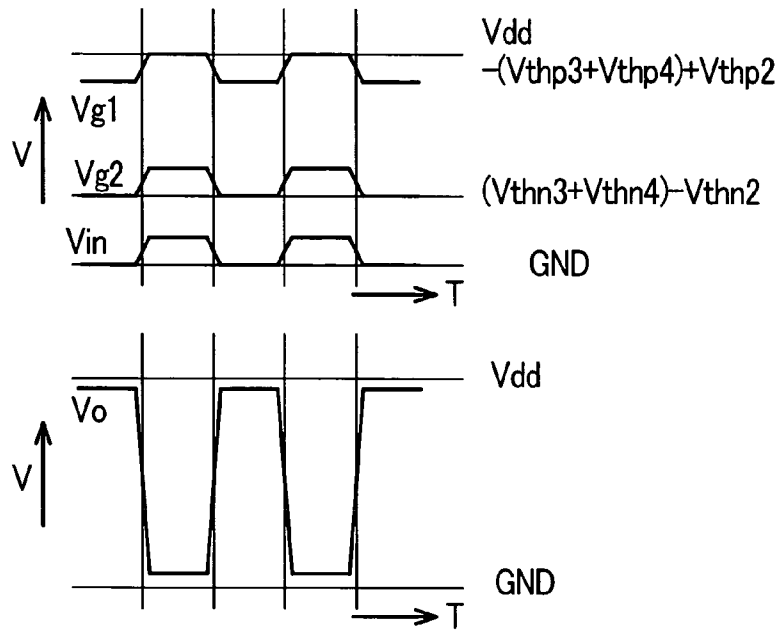 Vdd
-(Vthp3+Vthp4)+Vthp2
Vg1
V
Vg2
(Vthn3+Vthn4)-Vthn2
Vin
GND
T
Vdd
Vo
V
GND
T